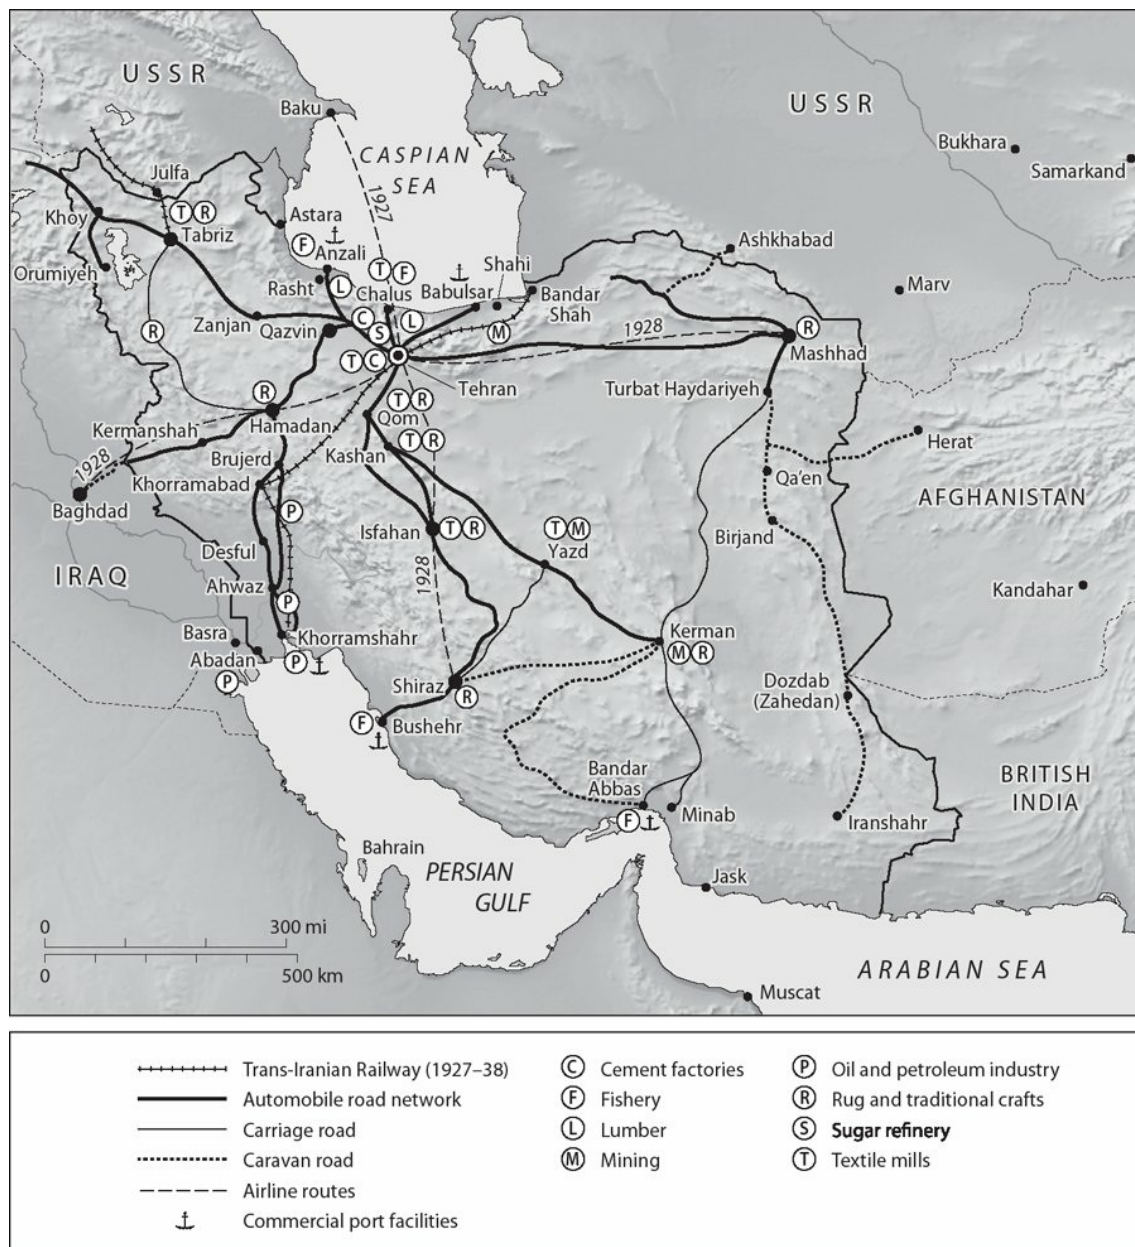 USSR
USSR
Baku
CASPIAN
SEA
1927
Bukhara
Samarkand
Julfa
T
R
Khoy
Tabriz
Astara
F
Anzali
Ashkhabad
Orumiyeh
T
F
Shahi
Rasht
L
Chalus
Babulsar
Bandar
Shah
Marv
Zanjan
Qazvin
C
L
S
M
1928
R
Mashhad
R
T
C
Tehran
Turbat Haydariyeh
R
Hamadan
T
R
Qom
Kermanshah
T
R
Herat
1928
Brujerd
Kashan
Khorramabad
Qa'en
Baghdad
P
AFGHANISTAN
Isfahan
T
R
T
M
Yazd
Birjand
Desful
IRAQ
Ahwaz
1928
Kandahar
P
Basra
Khorramshahr
Kerman
Abadan
P
M
R
P
Shiraz
R
Dozdab
(Zahedan)
F
Bushehr
Bandar
Abbas
BRITISH
INDIA
F
Minab
Iranshahr
Bahrain
PERSIAN
GULF
Jask
0
300 mi
0
500 km
ARABIAN SEA
Muscat
Trans-Iranian Railway (1927–38)
Automobile road network
Carriage road
Caravan road
Airline routes
Commercial port facilities
C Cement factories
F Fishery
L Lumber
M Mining
P Oil and petroleum industry
R Rug and traditional crafts
S Sugar refinery
T Textile mills